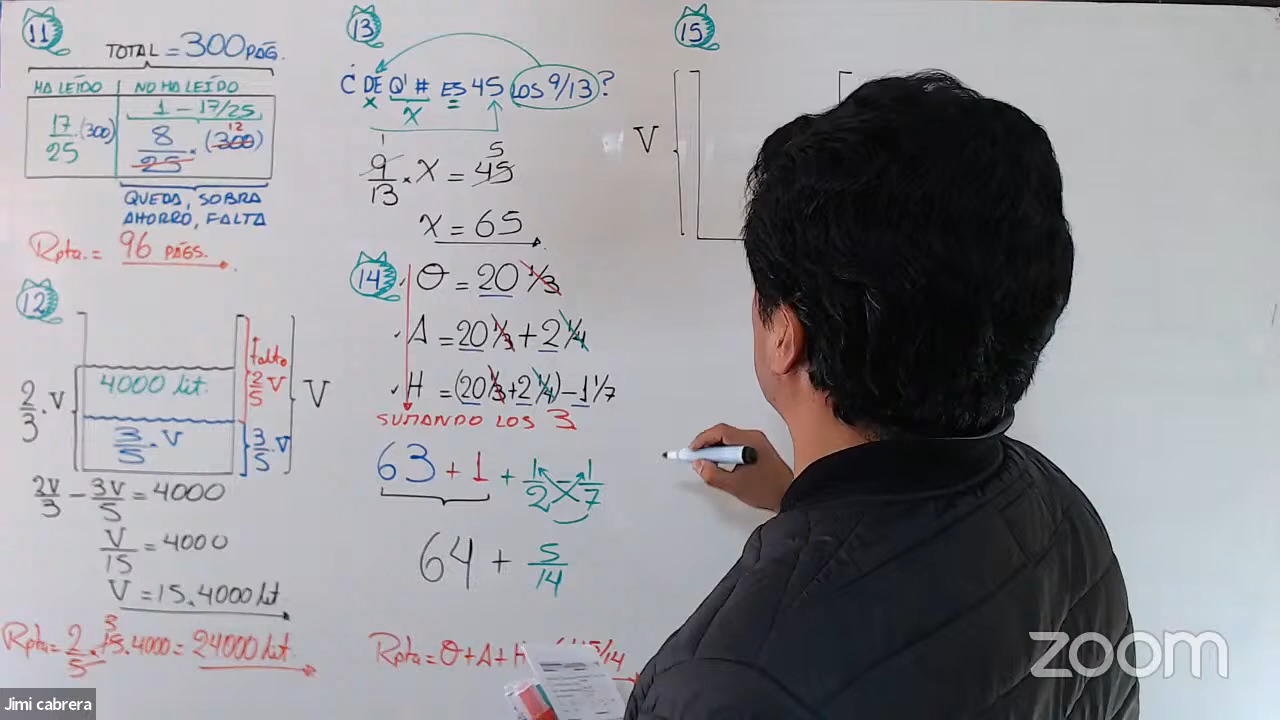 11
TOTAL = 300 PÁG.
HA LEÍDO | NO HA LEÍDO
1 - 17/25
17/25 . (300)
8/25 . (300) 12
QUEDA, SOBRA
AHORRO, FALTA
Rpta. = 96 PÁGS.
12
4000 lit.
falto
2/5 V
2/3 . V
V
3/5 . V
3/5 . V
2V/3 - 3V/5 = 4000
V/15 = 4000
V = 15.4000 lit
Rpta = 2/5 . 15.4000 = 24000 lit.
3
13
¿ DE Q' # ES 45 LOS 9/13 ?
x x =
1 5
9/13 . x = 45
x = 65
14
O = 20 1/3
A = 20 1/3 + 2 1/4
H = (20 1/3 + 2 1/4) - 1 1/7
SUMANDO LOS 3
63 + 1 + 1/2 - 1/7
64 + 5/14
Rpta = O + A + H
15
V
zoom
Jimi cabrera